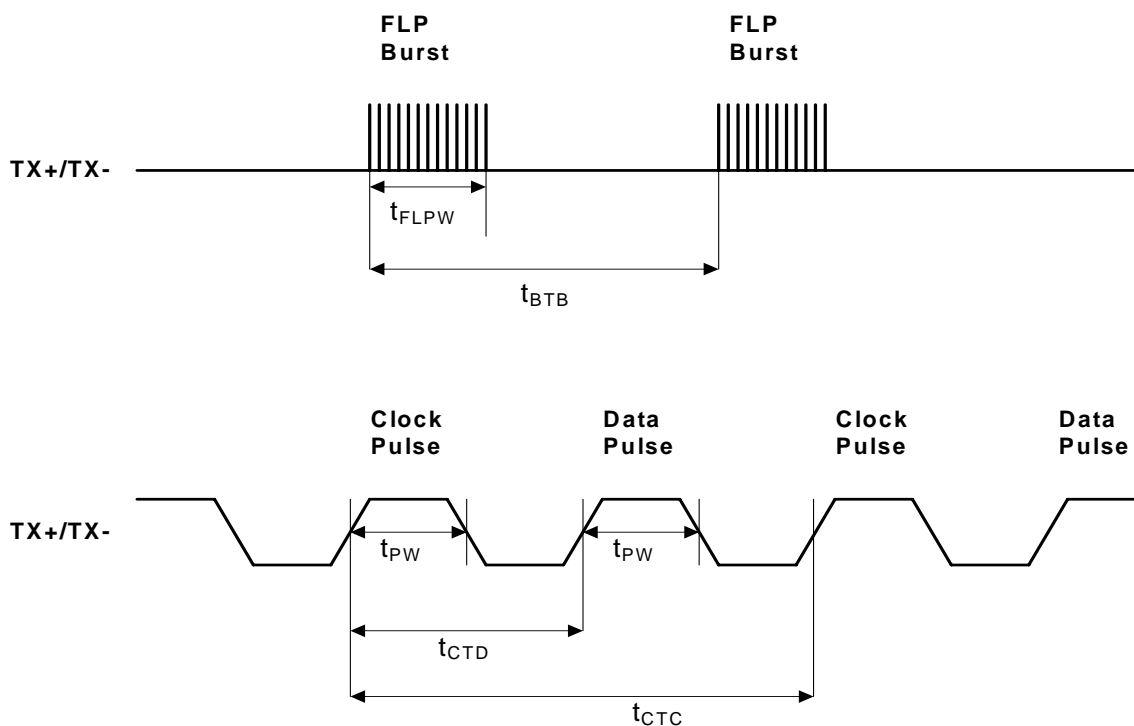 FLP
Burst
FLP
Burst
TX+/TX-
tFLPW
tBTB
Clock
Pulse
Data
Pulse
Clock
Pulse
Data
Pulse
TX+/TX-
tPW
tPW
tCTD
tCTC